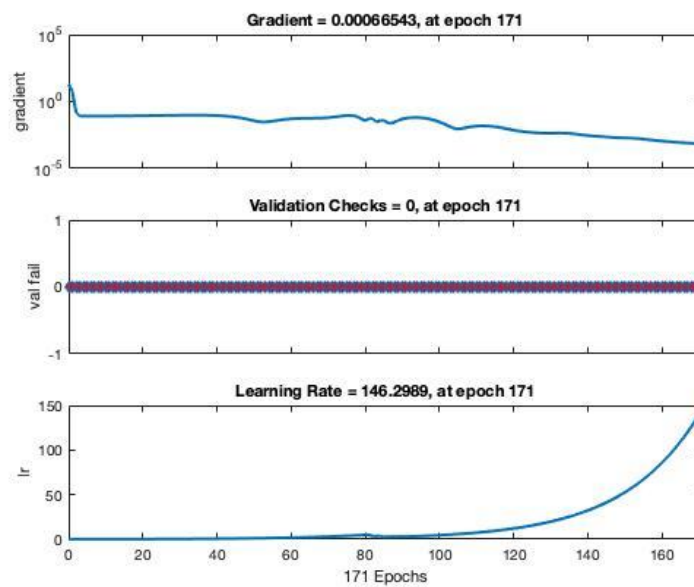 Gradient = 0.00066543, at epoch 171
10^5
10^0
10^-5
gradient
Validation Checks = 0, at epoch 171
1
0
-1
val fail
Learning Rate = 146.2989, at epoch 171
150
100
50
0
lr
0 20 40 60 80 100 120 140 160
171 Epochs